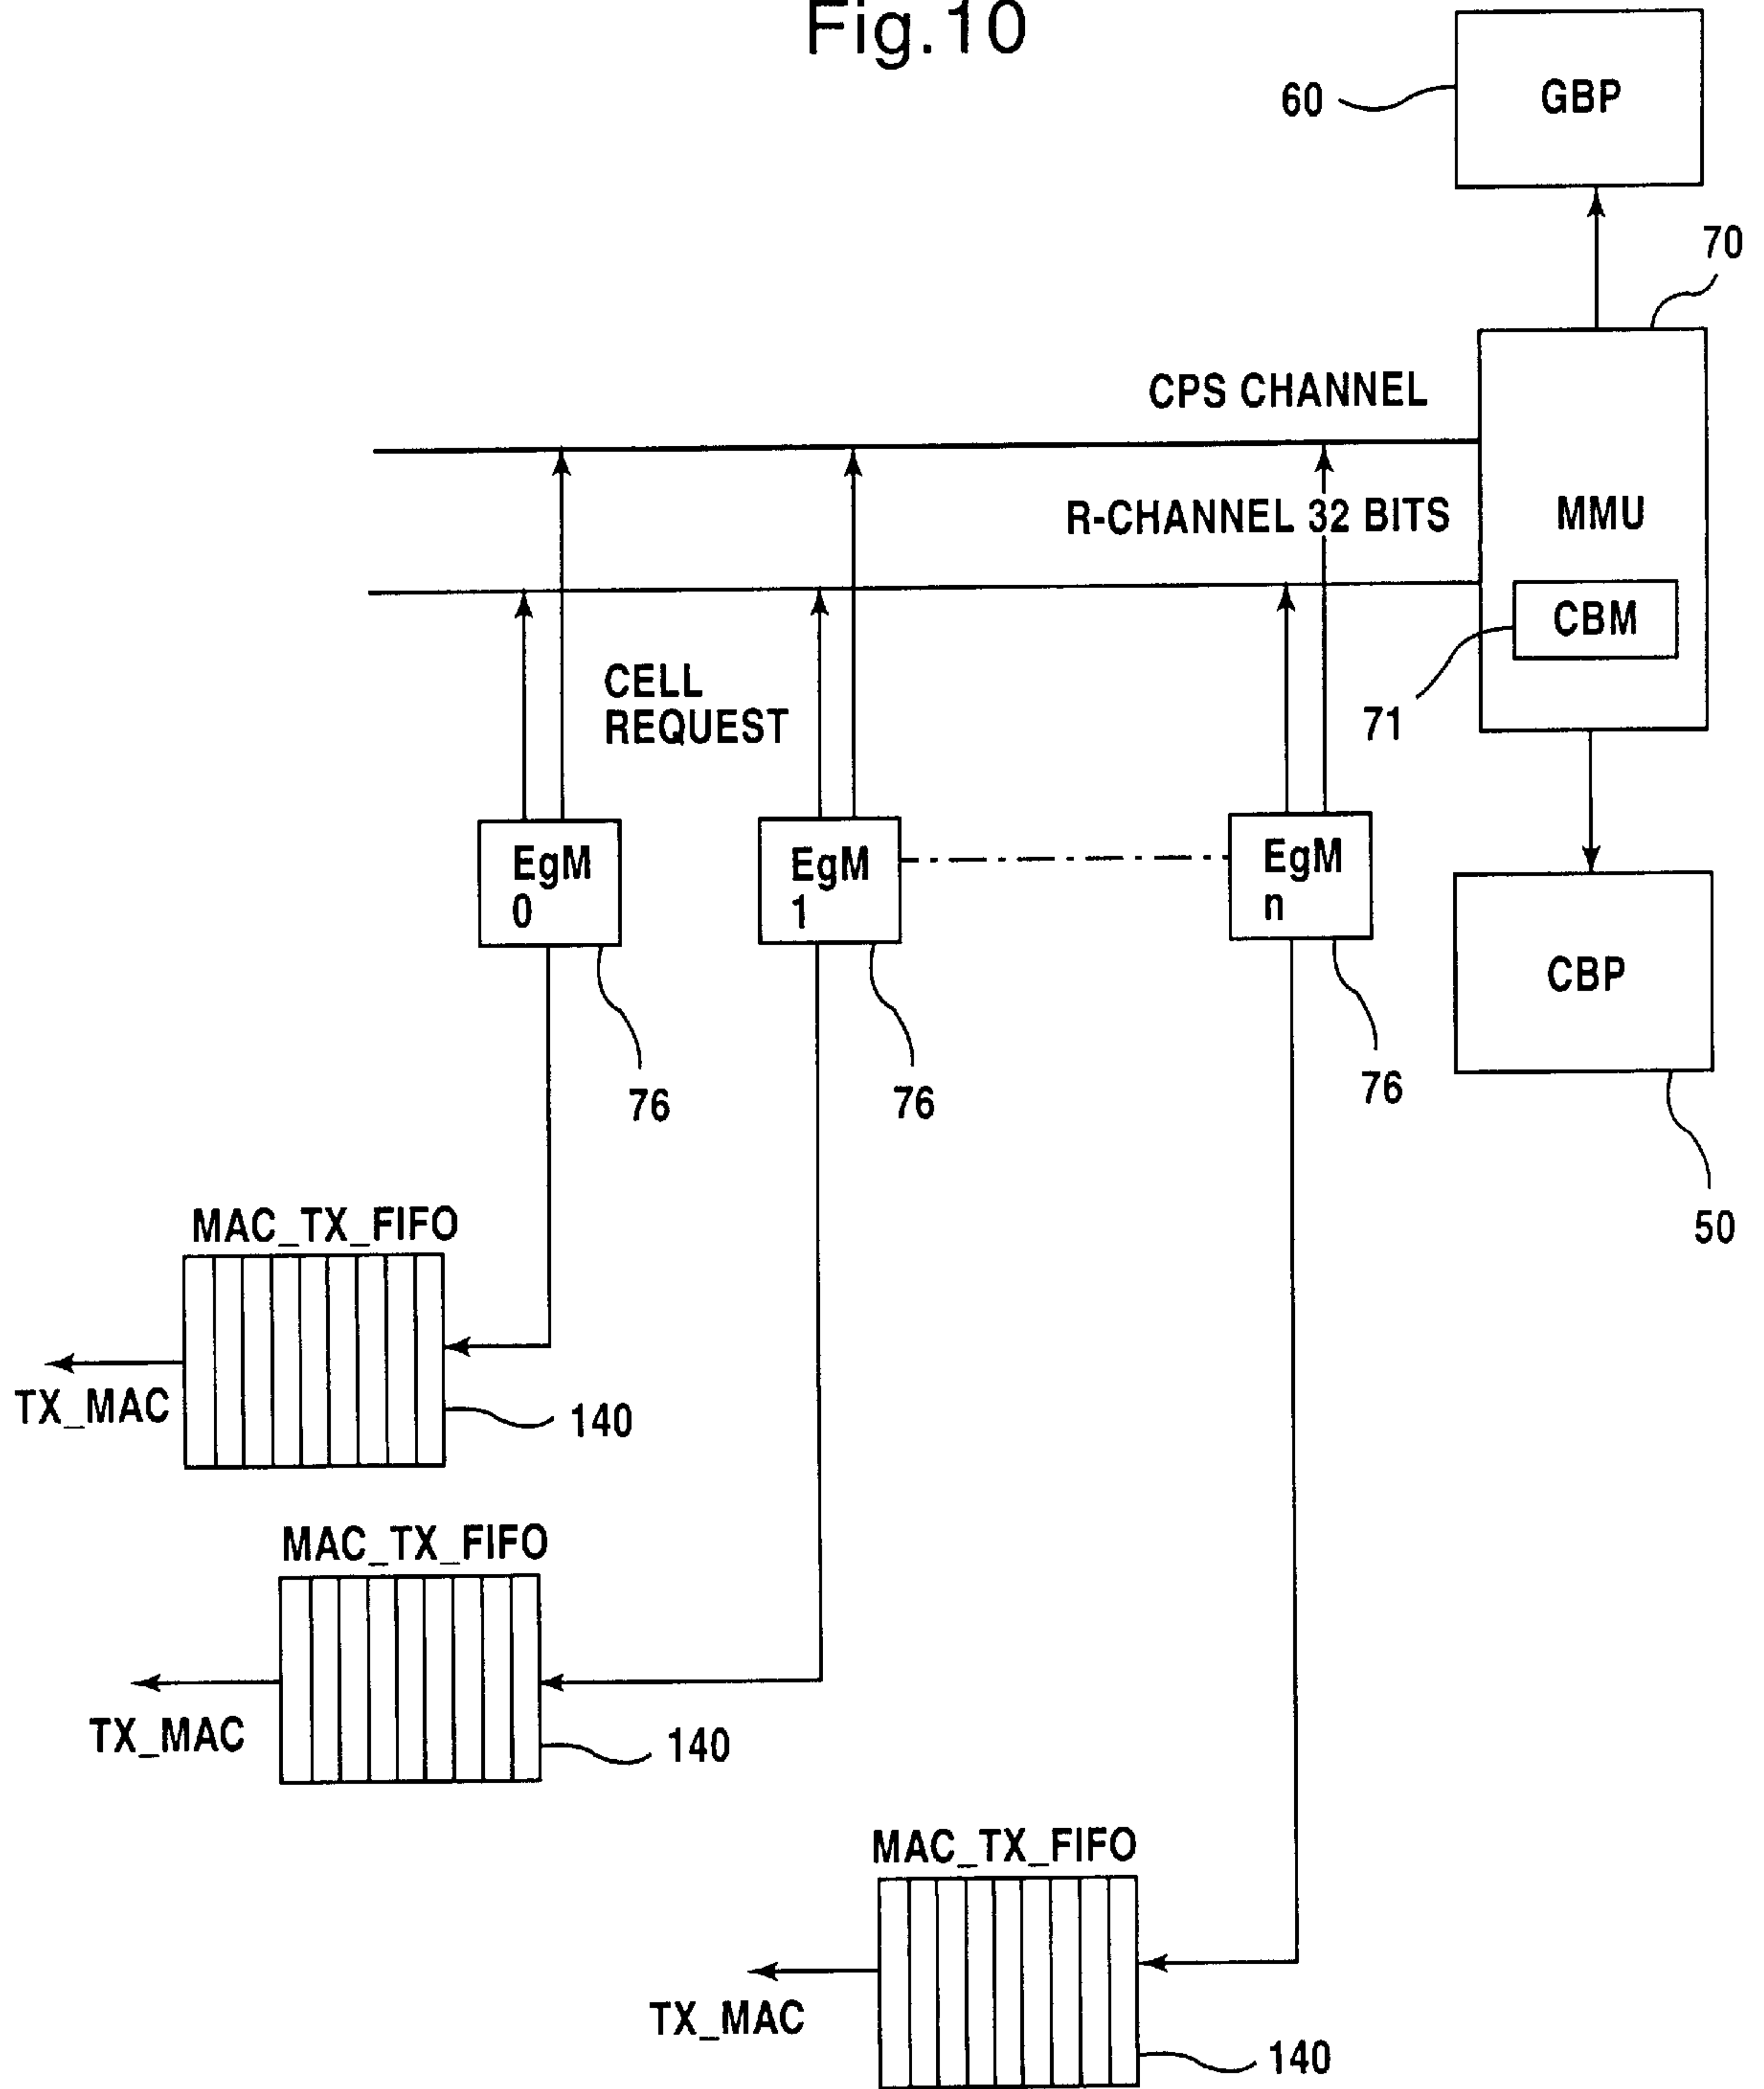 Fig.10
60
GBP
70
CPS CHANNEL
R-CHANNEL 32 BITS
MMU
CBM
71
CELL
REQUEST
EgM
0
EgM
1
EgM
n
CBP
76
76
76
50
MAC_TX_FIFO
TX_MAC
140
MAC_TX_FIFO
TX_MAC
140
MAC_TX_FIFO
TX_MAC
140